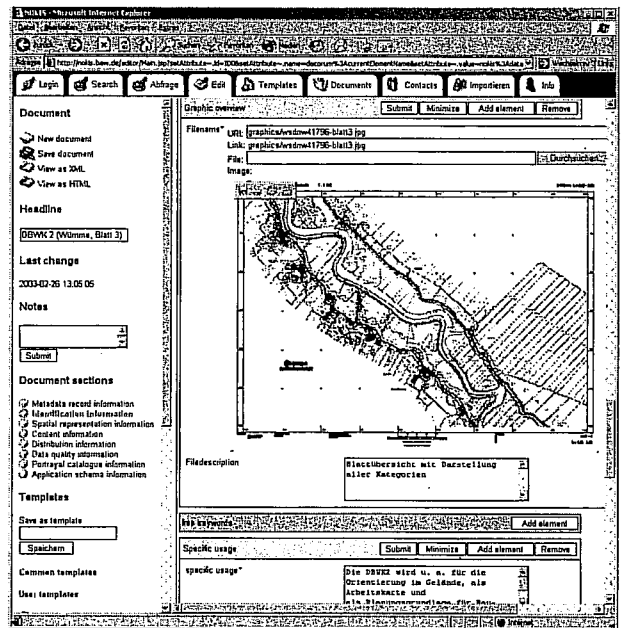 NOKIS - Microsoft Internet Explorer
Login Search Abfrage Edit Templates Documents Contacts Importieren Info
Document
New document
Save document
View as XML
View as HTML
Headline
DBWK 2 (Wümme, Blatt 3)
Last change
2003-02-26 13:05:05
Notes
Submit
Document sections
Metadata record information
Identification Information
Spatial representation information
Content information
Distribution information
Data quality information
Portrayal catalogue information
Application schema information
Templates
Save as template
Speichern
Common templates
User templates
Graphic overview Submit Minimize Add element Remove
Filename* URL: graphics/wsdnw41796-blatt3.jpg
Link: graphics/wsdnw41796-blatt3.jpg
File: Durchsuchen...
Image:
Filedescription
Blattübersicht mit Darstellung
aller Kategorien
keywords Add element
Specific usage Submit Minimize Add element Remove
specific usage*
Die DBWK2 wird u. a. für die
Orientierung im Gelände, als
Arbeitskarte und
Internet